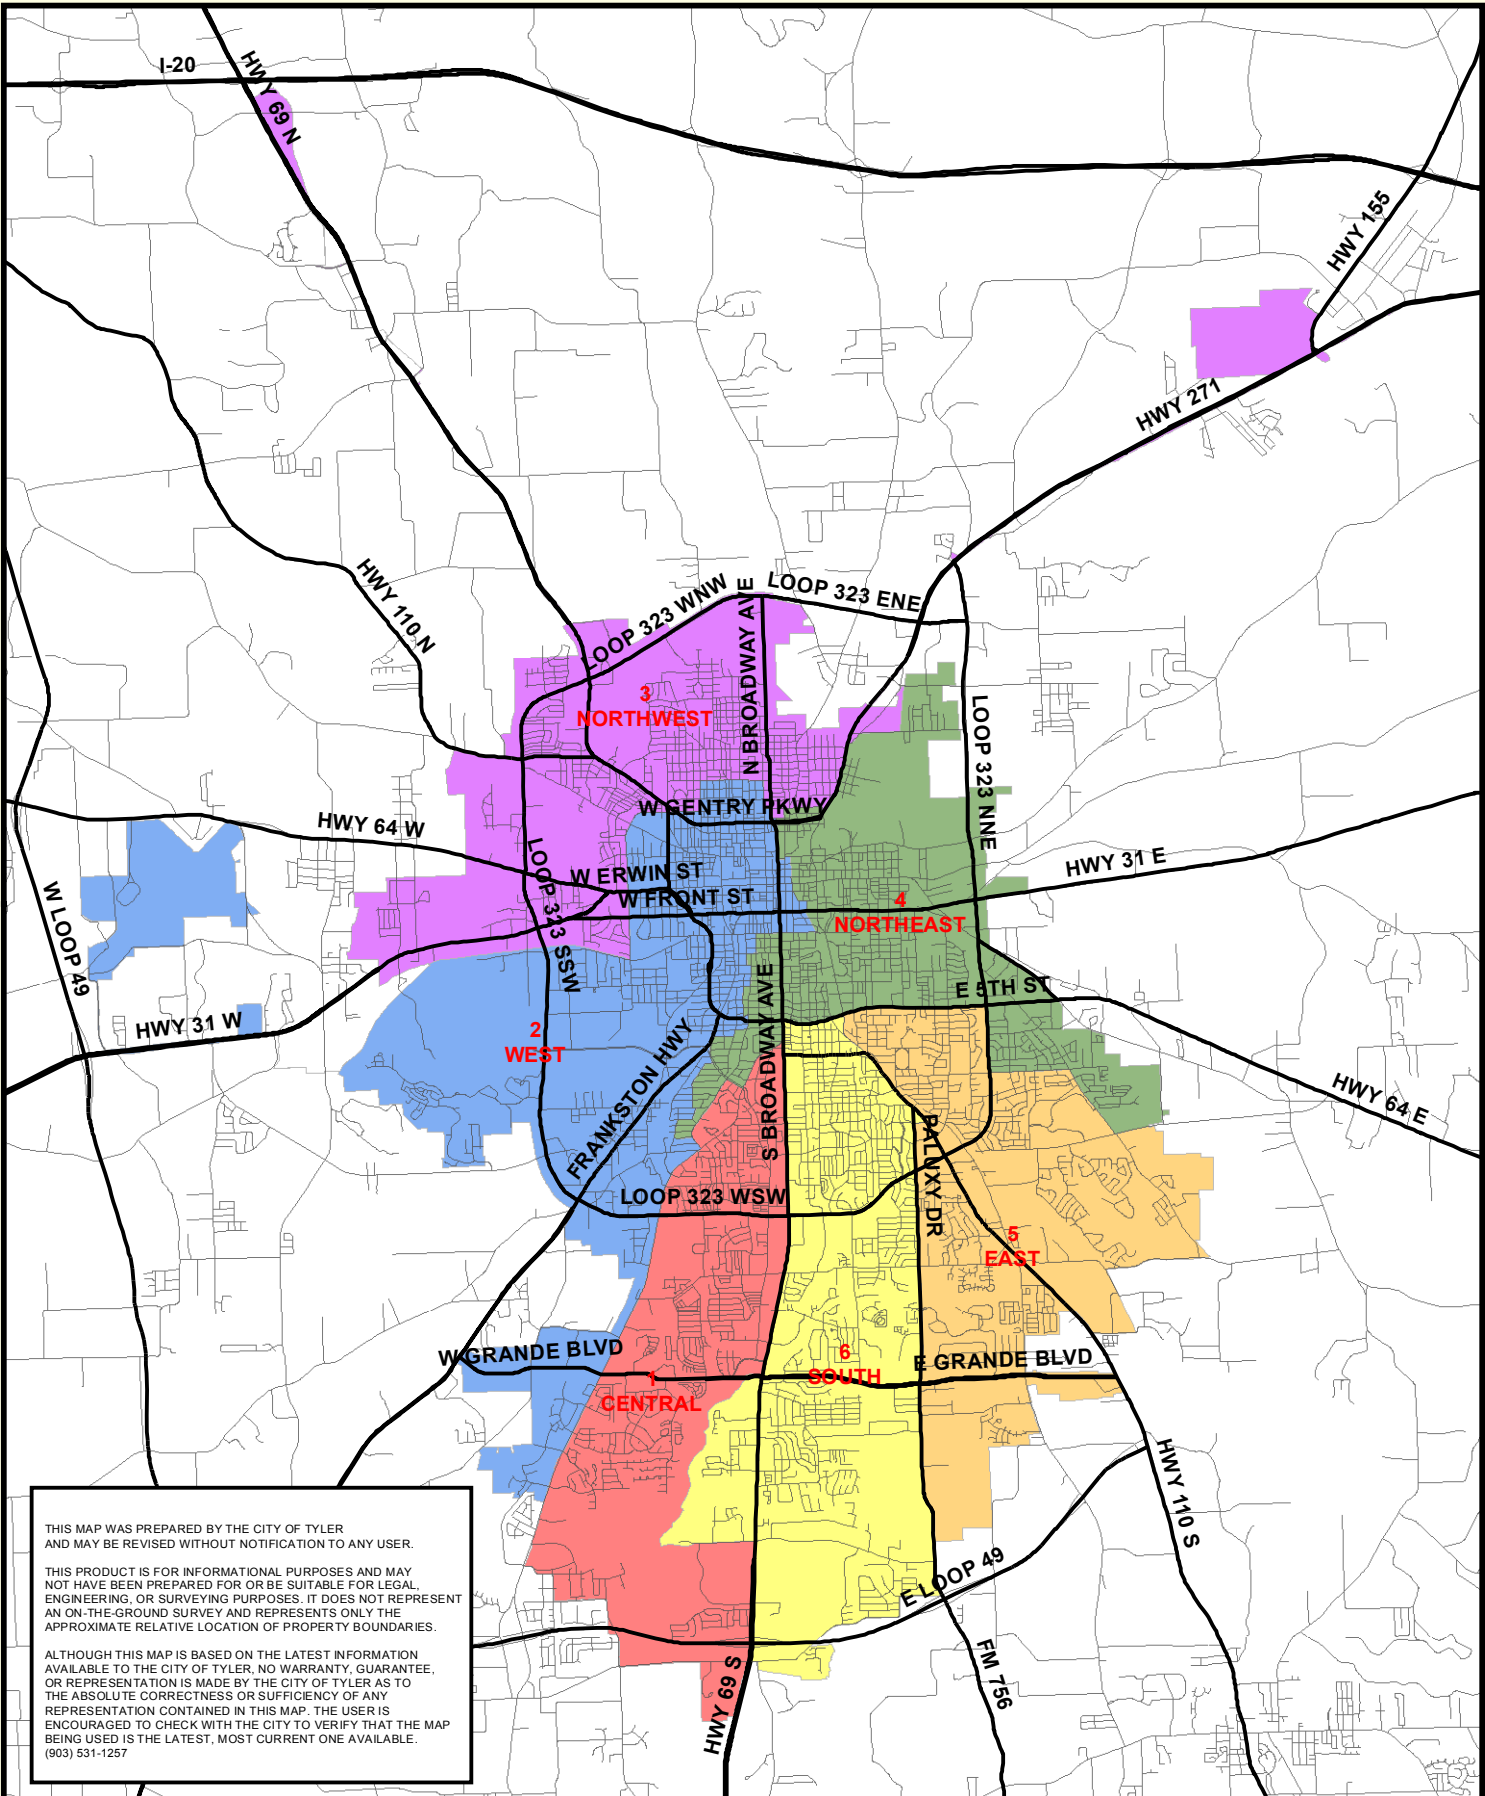 I-20
HWY 69 N
HWY 155
HWY 271
HWY 110 N
LOOP 323 WNW
N BROADWAY AVE
LOOP 323 ENE
3
NORTHWEST
LOOP 323 NNE
W GENTRY PKWY
HWY 64 W
LOOP 323 SSW
W ERWIN ST
W FRONT ST
HWY 31 E
4
NORTHEAST
W LOOP 49
E 5TH ST
HWY 31 W
2
WEST
FRANKSTON HWY
S BROADWAY AVE
HWY 64 E
PALUXY DR
LOOP 323 WSW
5
EAST
W GRANDE BLVD
6
SOUTH
E GRANDE BLVD
1
CENTRAL
HWY 110 S
E LOOP 49
FM 756
HWY 69 S
THIS MAP WAS PREPARED BY THE CITY OF TYLER
AND MAY BE REVISED WITHOUT NOTIFICATION TO ANY USER.
THIS PRODUCT IS FOR INFORMATIONAL PURPOSES AND MAY
NOT HAVE BEEN PREPARED FOR OR BE SUITABLE FOR LEGAL,
ENGINEERING, OR SURVEYING PURPOSES. IT DOES NOT REPRESENT
AN ON-THE-GROUND SURVEY AND REPRESENTS ONLY THE
APPROXIMATE RELATIVE LOCATION OF PROPERTY BOUNDARIES.
ALTHOUGH THIS MAP IS BASED ON THE LATEST INFORMATION
AVAILABLE TO THE CITY OF TYLER, NO WARRANTY, GUARANTEE,
OR REPRESENTATION IS MADE BY THE CITY OF TYLER AS TO
THE ABSOLUTE CORRECTNESS OR SUFFICIENCY OF ANY
REPRESENTATION CONTAINED IN THIS MAP. THE USER IS
ENCOURAGED TO CHECK WITH THE CITY TO VERIFY THAT THE MAP
BEING USED IS THE LATEST, MOST CURRENT ONE AVAILABLE.
(903) 531-1257